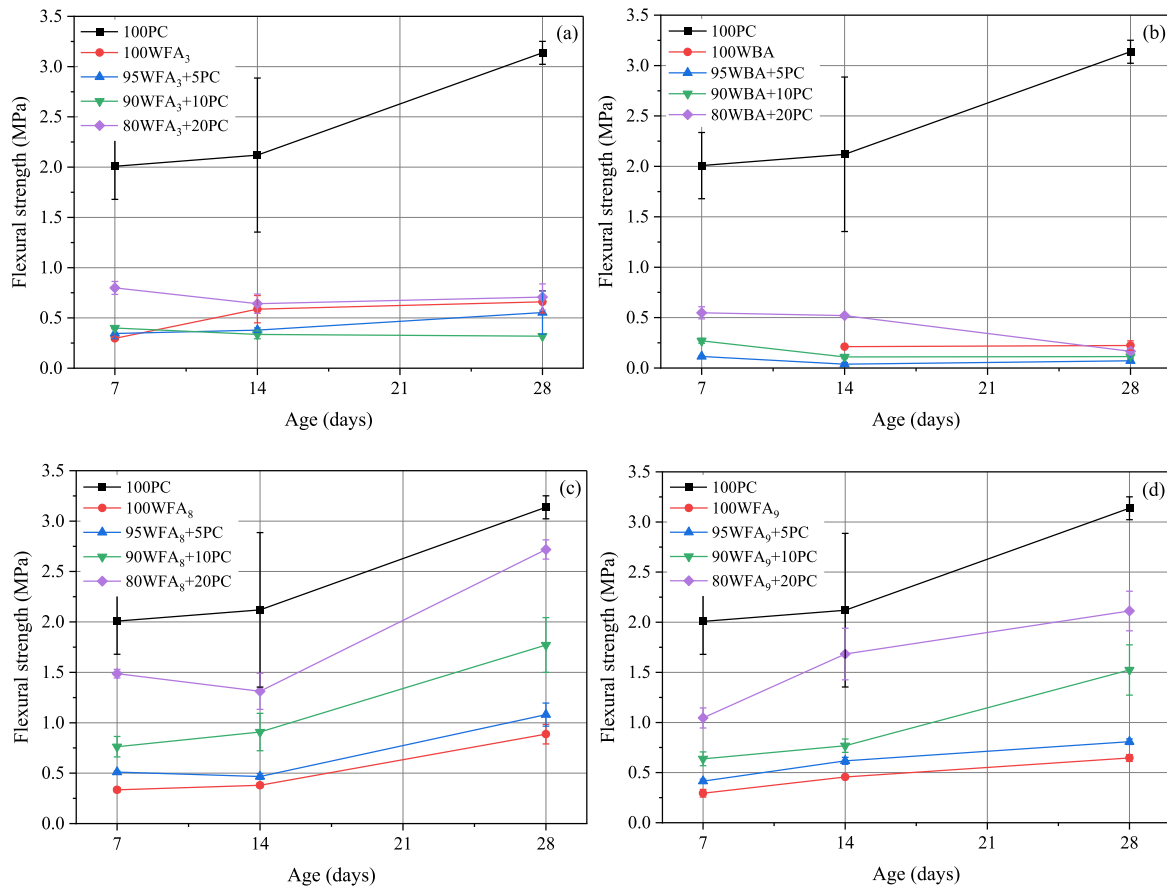 (a)
100PC
100WFA₃
95WFA₃+5PC
90WFA₃+10PC
80WFA₃+20PC
Flexural strength (MPa)
3.5
3.0
2.5
2.0
1.5
1.0
0.5
0.0
7
14
21
28
Age (days)
(b)
100PC
100WBA
95WBA+5PC
90WBA+10PC
80WBA+20PC
Flexural strength (MPa)
3.5
3.0
2.5
2.0
1.5
1.0
0.5
0.0
7
14
21
28
Age (days)
(c)
100PC
100WFA₈
95WFA₈+5PC
90WFA₈+10PC
80WFA₈+20PC
Flexural strength (MPa)
3.5
3.0
2.5
2.0
1.5
1.0
0.5
0.0
7
14
21
28
Age (days)
(d)
100PC
100WFA₉
95WFA₉+5PC
90WFA₉+10PC
80WFA₉+20PC
Flexural strength (MPa)
3.5
3.0
2.5
2.0
1.5
1.0
0.5
0.0
7
14
21
28
Age (days)